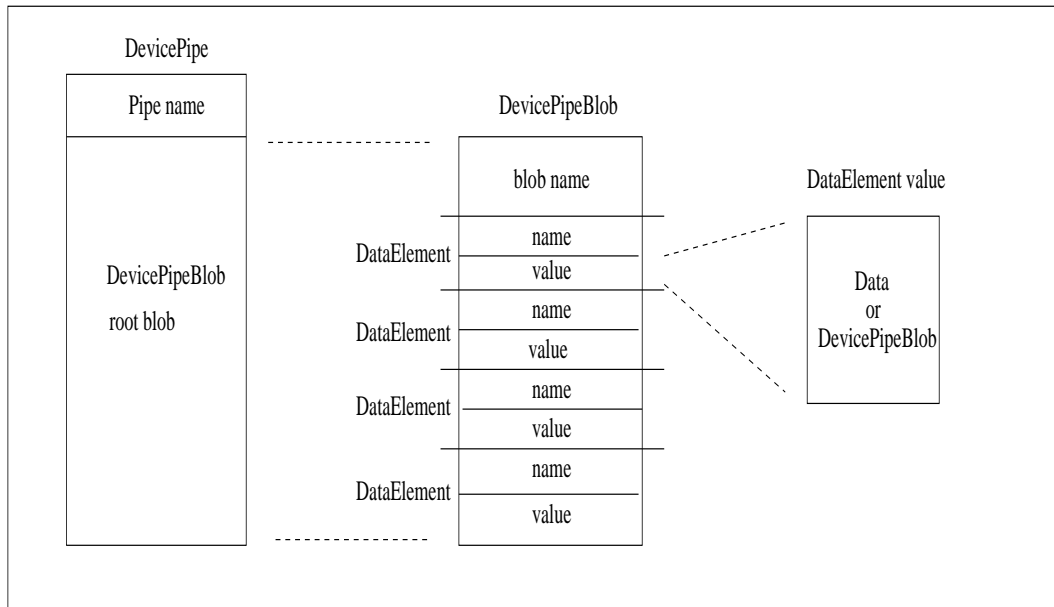 DevicePipe
Pipe name
DevicePipeBlob
root blob
DevicePipeBlob
blob name
DataElement
name
value
DataElement
name
value
DataElement
name
value
DataElement
name
value
DataElement value
Data
or
DevicePipeBlob